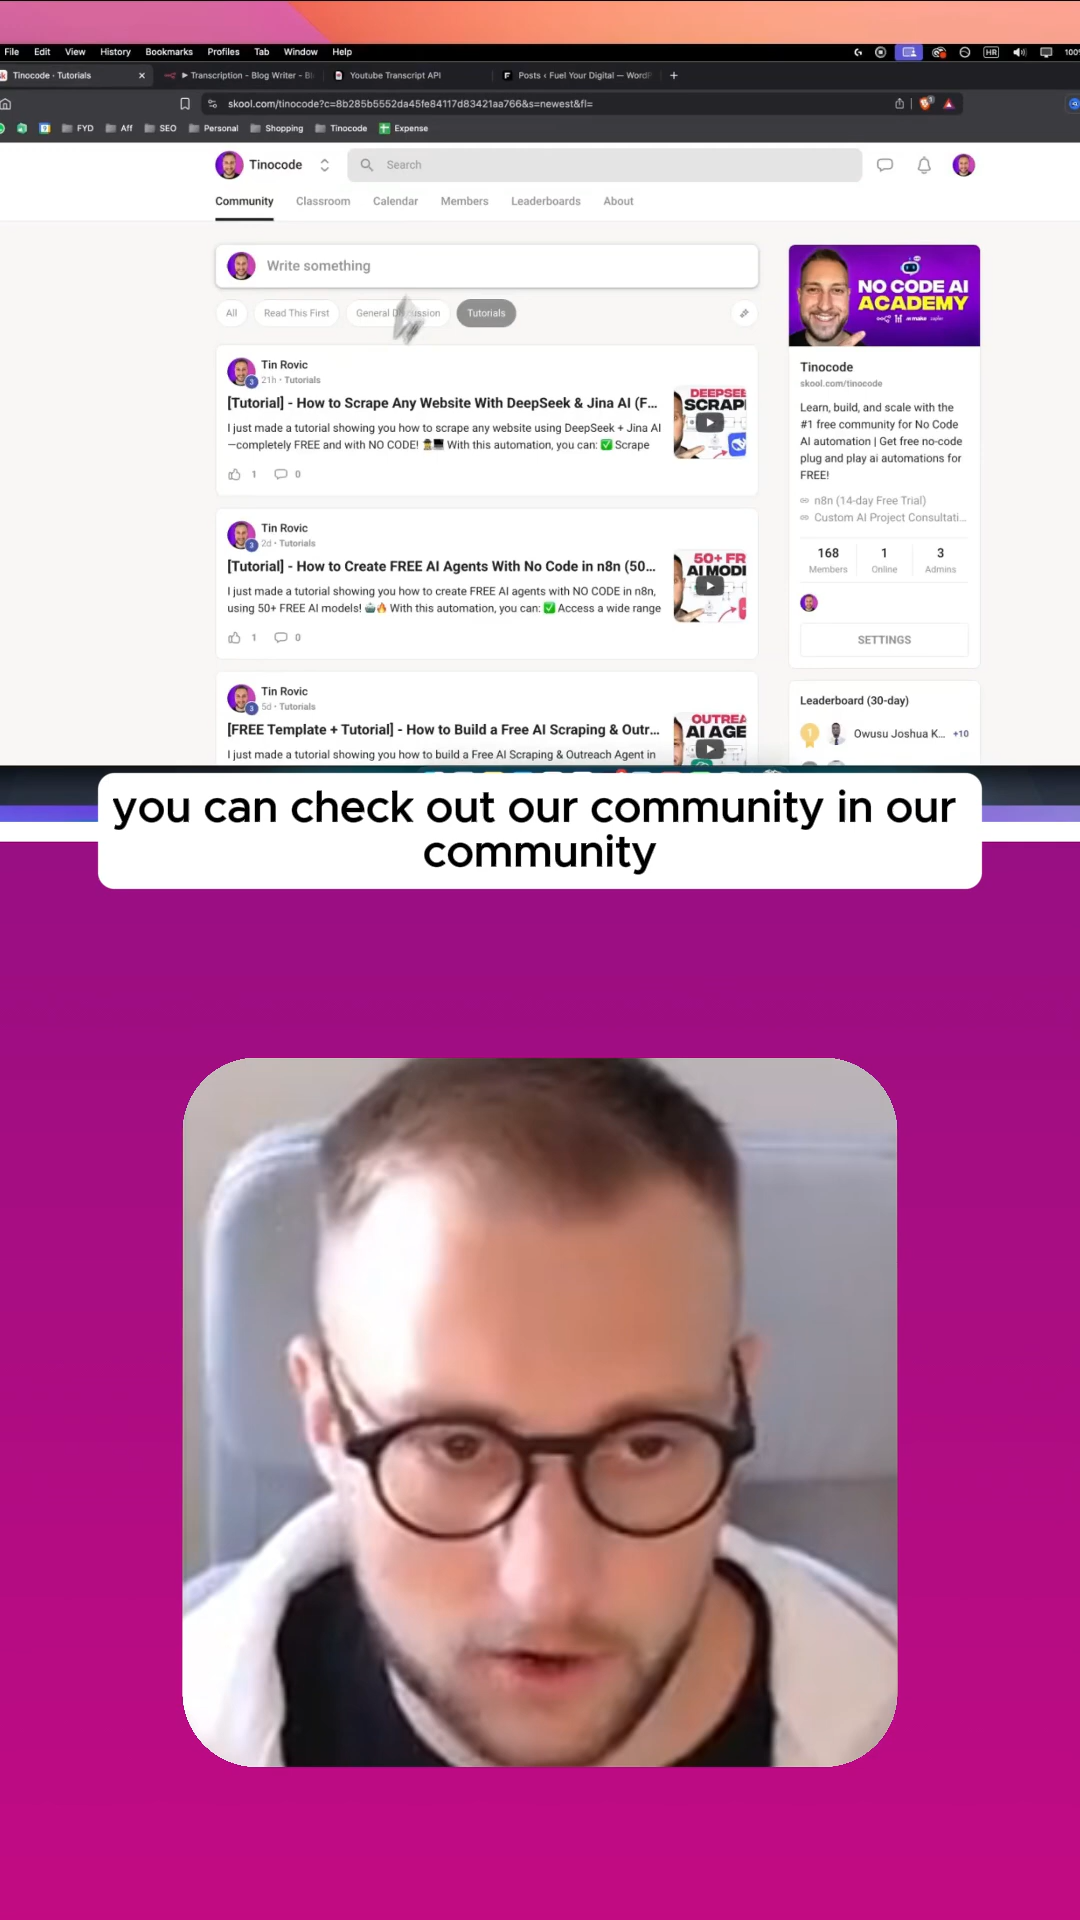 File Edit View History Bookmarks Profiles Tab Window Help
HR
Tinocode · Tutorials
Transcription - Blog Writer - B
Youtube Transcript API
Posts ‹ Fuel Your Digital — Word
skool.com/tinocode?c=8b285b5552da45fe84117d83421aa766&s=newest&fl=
FYD Aff SEO Personal Shopping Tinocode Expense
Tinocode
Search
Community Classroom Calendar Members Leaderboards About
Write something
All Read This First General Discussion Tutorials
Tin Rovic
21h · Tutorials
[Tutorial] - How to Scrape Any Website With DeepSeek & Jina AI (F...
I just made a tutorial showing you how to scrape any website using DeepSeek + Jina AI
—completely FREE and with NO CODE! 🕵️💻 With this automation, you can: ✅ Scrape
1 0
3
Tin Rovic
2d · Tutorials
[Tutorial] - How to Create FREE AI Agents With No Code in n8n (50...
I just made a tutorial showing you how to create FREE AI agents with NO CODE in n8n,
using 50+ FREE AI models! 🤖🔥 With this automation, you can: ✅ Access a wide range
1 0
3
50+ FR
AI MODE
Tin Rovic
5d · Tutorials
[FREE Template + Tutorial] - How to Build a Free AI Scraping & Outr...
I just made a tutorial showing you how to build a Free AI Scraping & Outreach Agent in
3
OUTREA
AI AGE
DEEPSEE
SCRAP
NO CODE AI
ACADEMY
make
Tinocode
skool.com/tinocode
Learn, build, and scale with the
#1 free community for No Code
AI automation | Get free no-code
plug and play ai automations for
FREE!
n8n (14-day Free Trial)
Custom AI Project Consultati...
168 1 3
Members Online Admins
SETTINGS
Leaderboard (30-day)
1 Owusu Joshua K... +10
you can check out our community in our
community